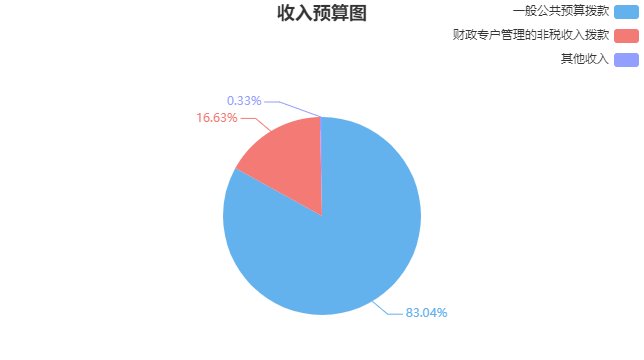 收入预算图
一般公共预算拨款
财政专户管理的非税收入拨款
其他收入
0.33%
16.63%
83.04%